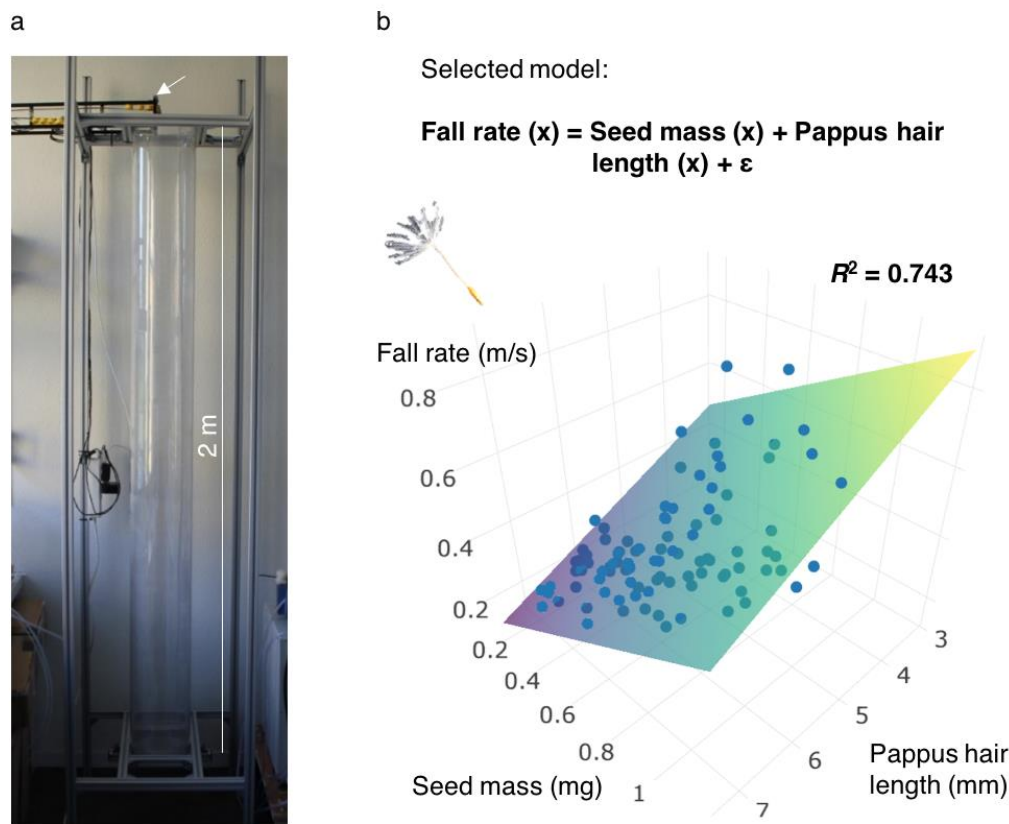 a
b
Selected model:
Fall rate (x) = Seed mass (x) + Pappus hair
length (x) + ε
R² = 0.743
Fall rate (m/s)
0.8
0.6
0.4
0.2
0.2
0.4
0.6
0.8
1
3
4
5
6
7
Seed mass (mg)
Pappus hair
length (mm)
2 m